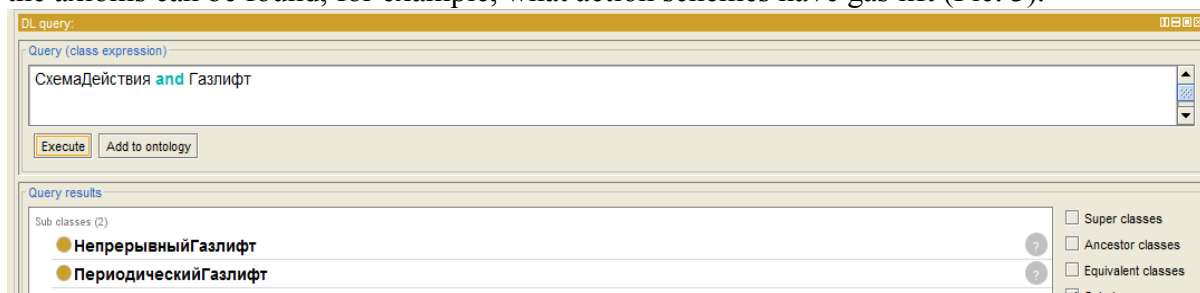 the axioms can be found, for example, what action schemes have gas lift (Fig. 3).
DL query:
Query (class expression)
СхемаДействия and Газлифт
Execute Add to ontology
Query results
Sub classes (2)
Super classes
НепрерывныйГазлифт ?
Ancestor classes
ПериодическийГазлифт ?
Equivalent classes